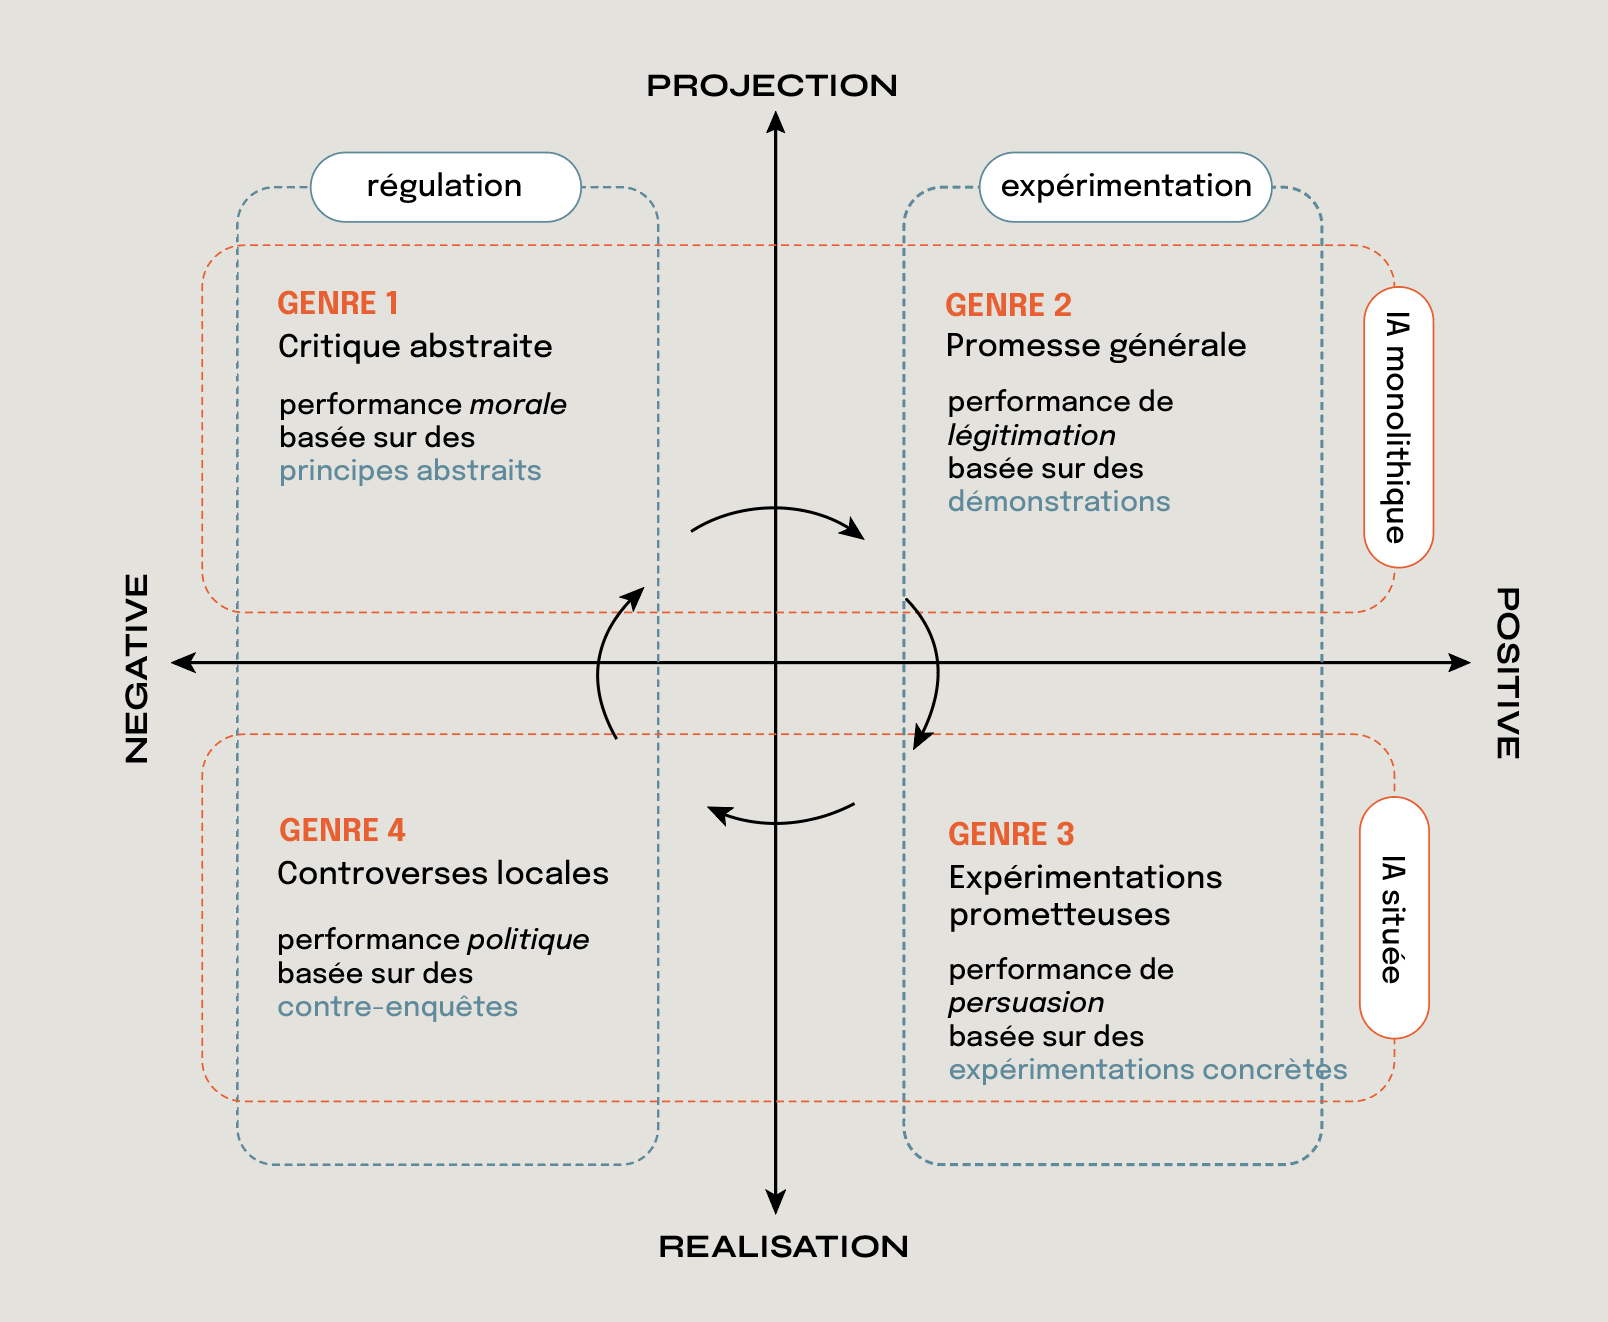 PROJECTION
régulation
expérimentation
GENRE 1
Critique abstraite
performance morale
basée sur des
principes abstraits
GENRE 2
Promesse générale
performance de
légitimation
basée sur des
démonstrations
IA monolithique
NEGATIVE
POSITIVE
GENRE 4
Controverses locales
performance politique
basée sur des
contre-enquêtes
GENRE 3
Expérimentations
prometteuses
performance de
persuasion
basée sur des
expérimentations concrètes
IA située
REALISATION